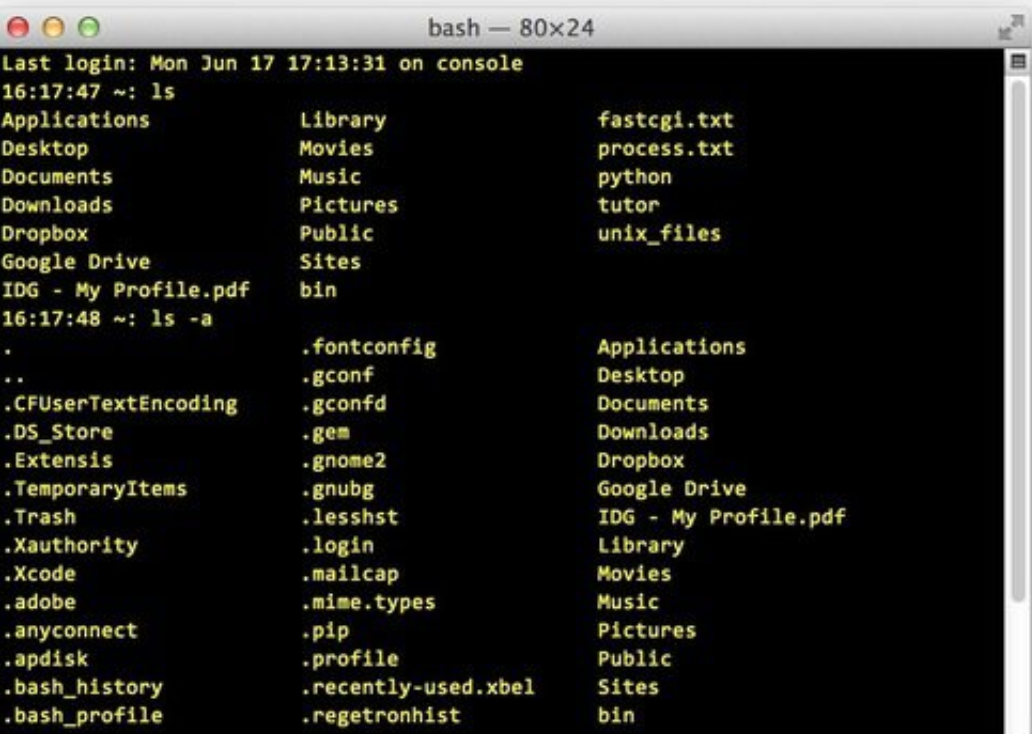 bash — 80×24
Last login: Mon Jun 17 17:13:31 on console
16:17:47 ~: ls
Applications Library fastcgi.txt
Desktop Movies process.txt
Documents Music python
Downloads Pictures tutor
Dropbox Public unix_files
Google Drive Sites
IDG - My Profile.pdf bin
16:17:48 ~: ls -a
. .fontconfig Applications
.. .gconf Desktop
.CFUserTextEncoding .gconfd Documents
.DS_Store .gem Downloads
.Extensis .gnome2 Dropbox
.TemporaryItems .gnubg Google Drive
.Trash .lesshst IDG - My Profile.pdf
.Xauthority .login Library
.Xcode .mailcap Movies
.adobe .mime.types Music
.anyconnect .pip Pictures
.apdisk .profile Public
.bash_history .recently-used.xbel Sites
.bash_profile .regetronhist bin